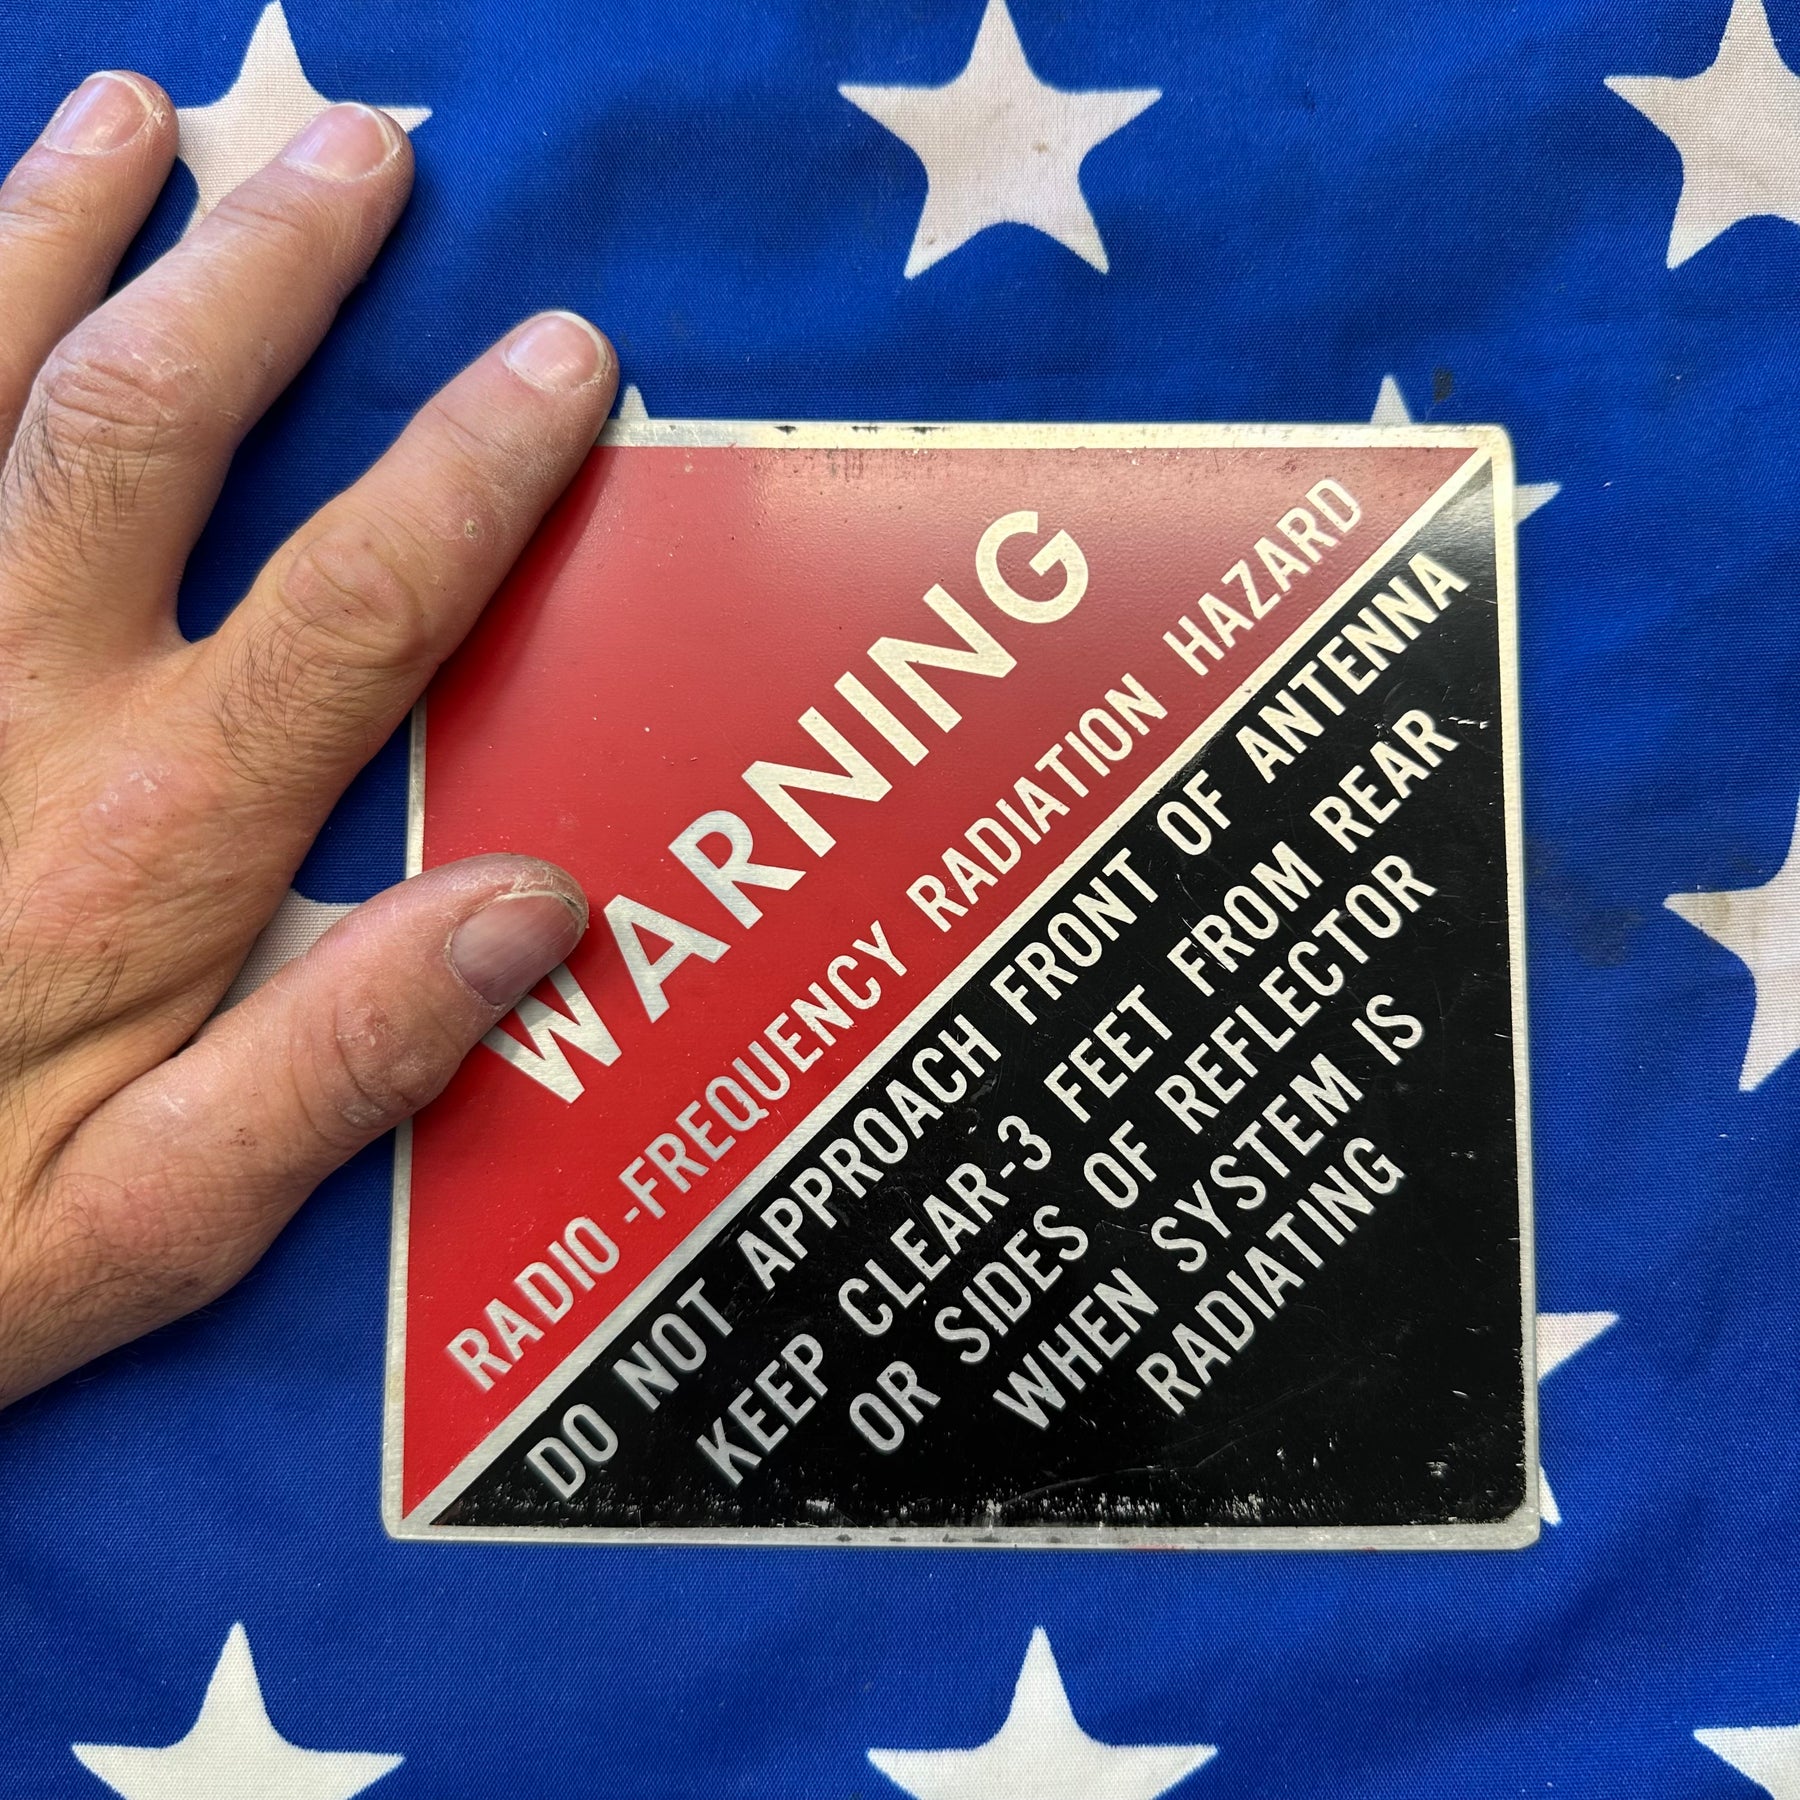 WARNING
RADIO-FREQUENCY RADIATION HAZARD
DO NOT APPROACH FRONT OF ANTENNA
KEEP CLEAR-3 FEET FROM REAR
OR SIDES OF REFLECTOR
WHEN SYSTEM IS
RADIATING